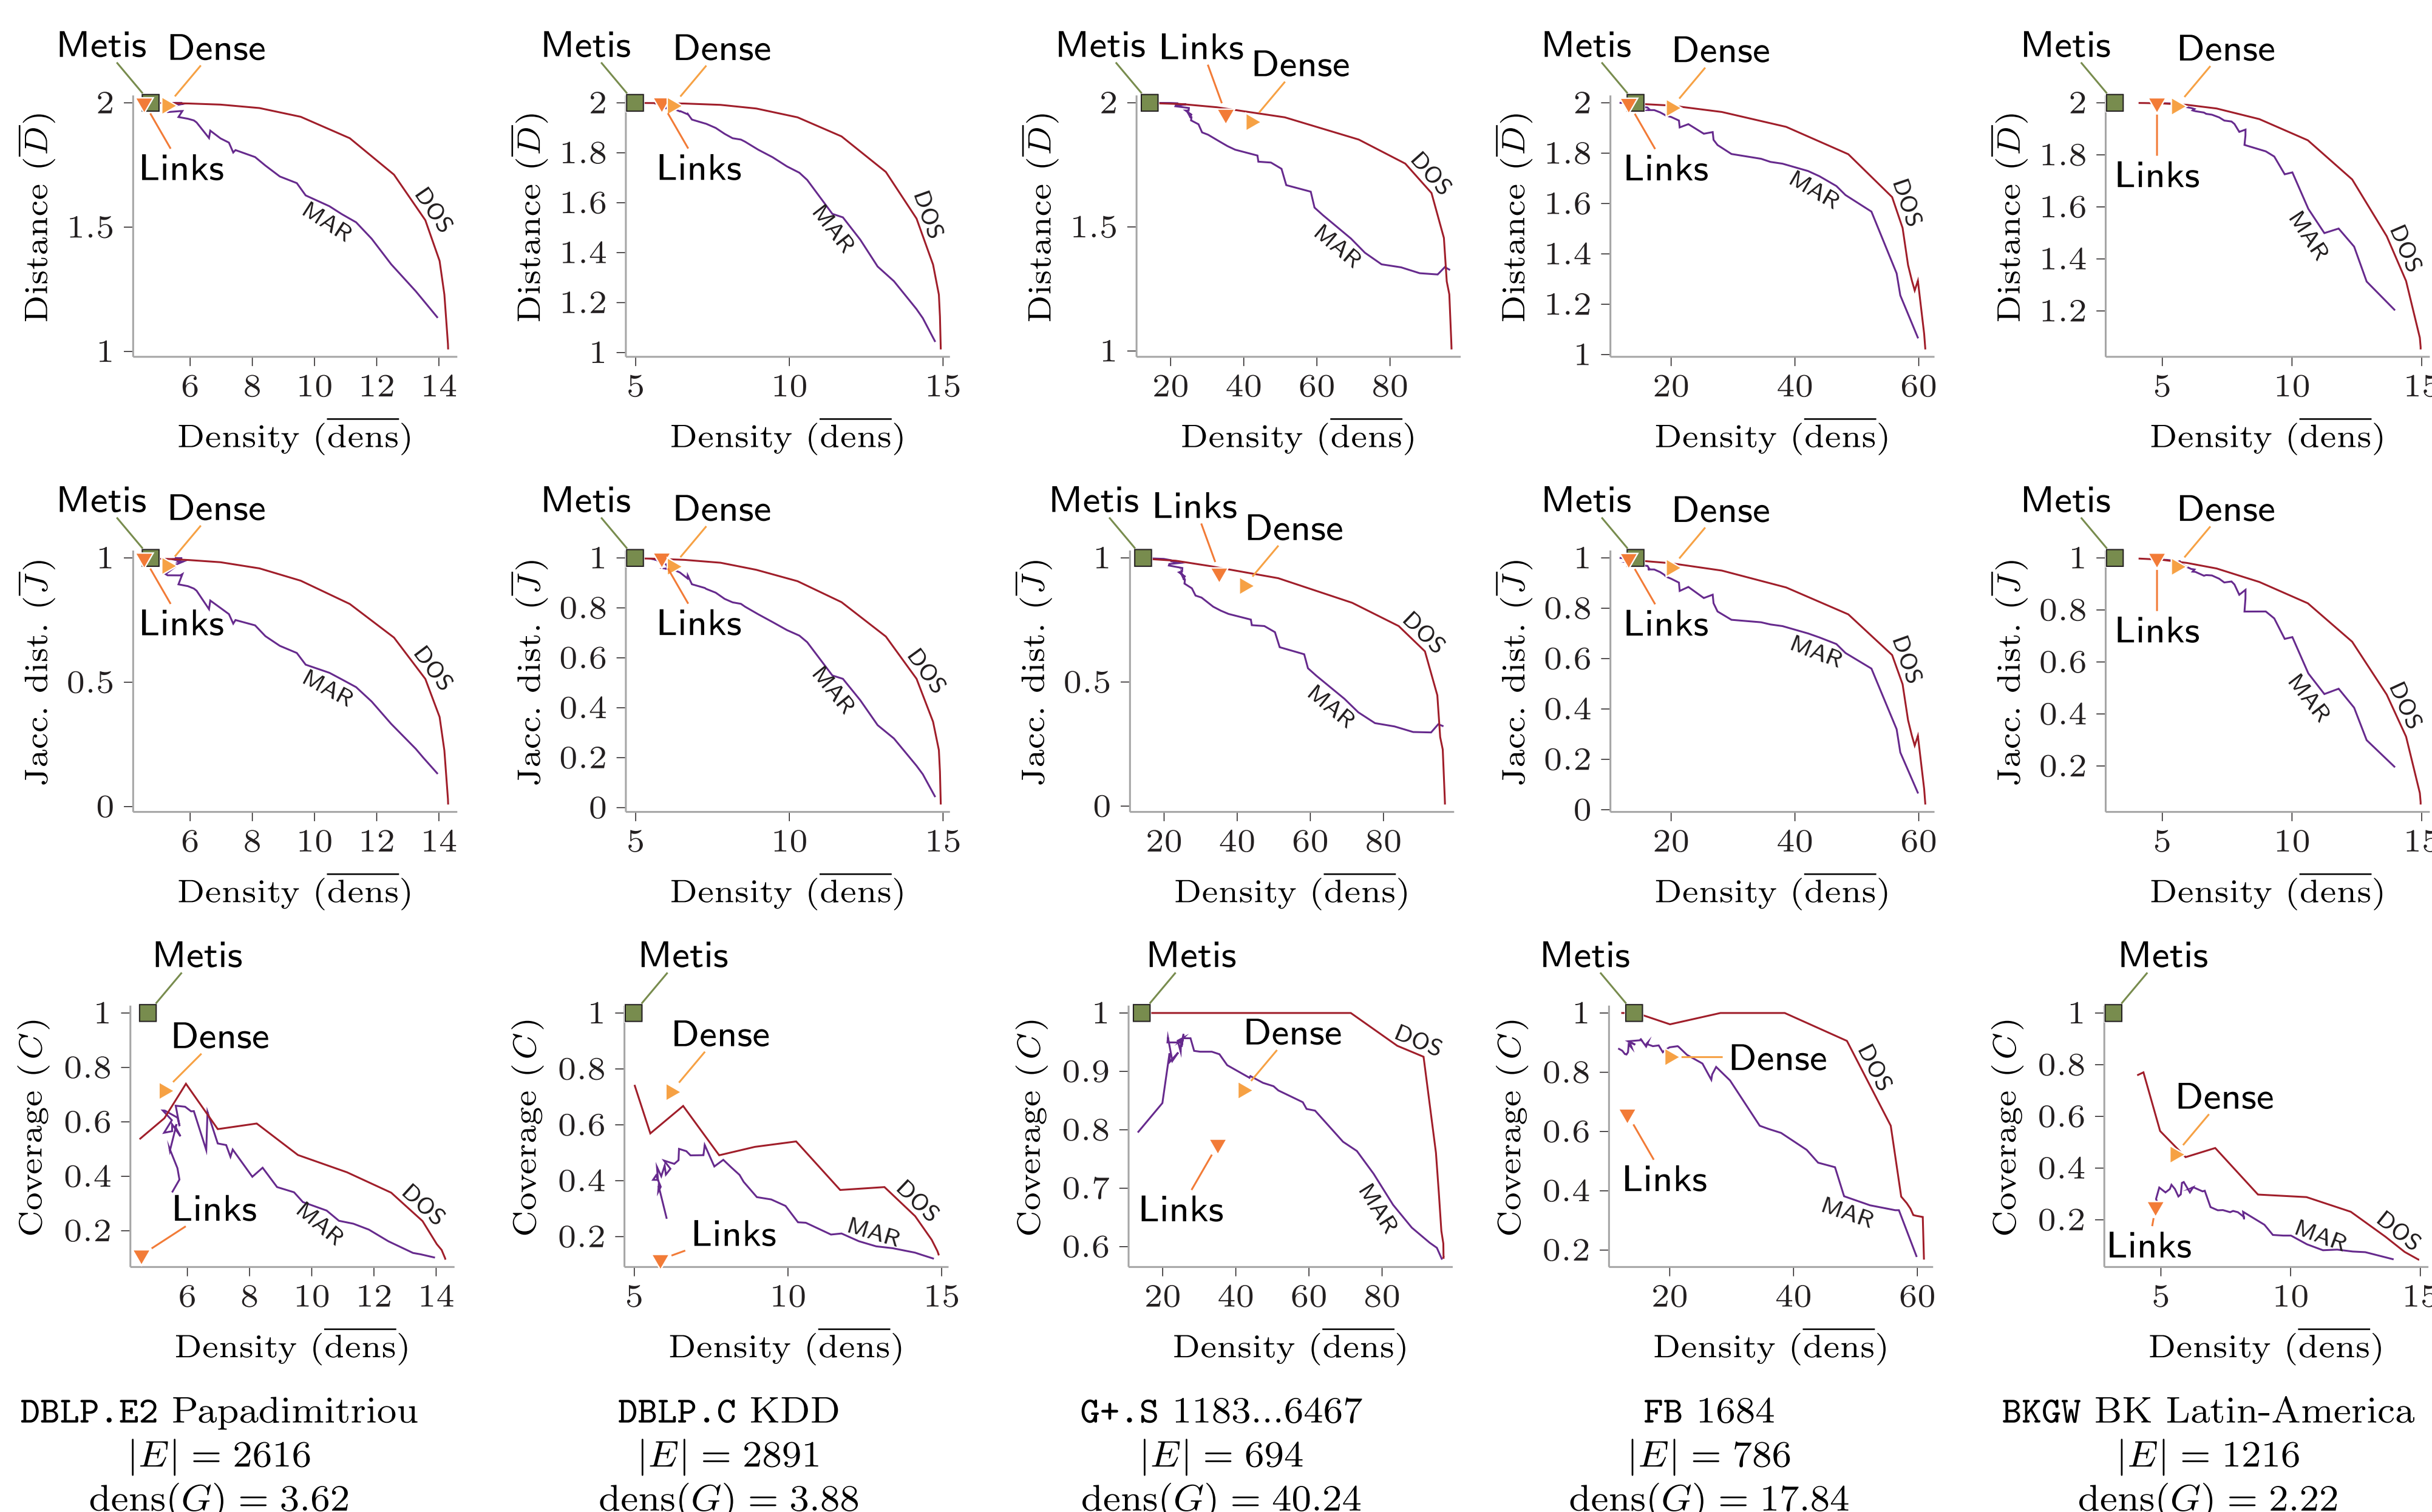 Metis Dense
Links
DOS
MAR
Distance (D̅)
2
1.5
1
6 8 10 12 14
Density (d̅e̅n̅s̅)
Metis Dense
Links
DOS
MAR
Distance (D̅)
2
1.8
1.6
1.4
1.2
1
5 10 15
Density (d̅e̅n̅s̅)
Metis Links Dense
DOS
MAR
Distance (D̅)
2
1.5
1
20 40 60 80
Density (d̅e̅n̅s̅)
Metis Dense
Links
DOS
MAR
Distance (D̅)
2
1.8
1.6
1.4
1.2
1
20 40 60
Density (d̅e̅n̅s̅)
Metis Dense
Links
DOS
MAR
Distance (D̅)
2
1.8
1.6
1.4
1.2
5 10 15
Density (d̅e̅n̅s̅)
Metis Dense
Links
DOS
MAR
Jacc. dist. (J̅)
1
0.5
0
6 8 10 12 14
Density (d̅e̅n̅s̅)
Metis Dense
Links
DOS
MAR
Jacc. dist. (J̅)
1
0.8
0.6
0.4
0.2
0
5 10 15
Density (d̅e̅n̅s̅)
Metis Links Dense
DOS
MAR
Jacc. dist. (J̅)
1
0.5
0
20 40 60 80
Density (d̅e̅n̅s̅)
Metis Dense
Links
DOS
MAR
Jacc. dist. (J̅)
1
0.8
0.6
0.4
0.2
0
20 40 60
Density (d̅e̅n̅s̅)
Metis Dense
Links
DOS
MAR
Jacc. dist. (J̅)
1
0.8
0.6
0.4
0.2
5 10 15
Density (d̅e̅n̅s̅)
Metis
Dense
Links
DOS
MAR
Coverage (C)
1
0.8
0.6
0.4
0.2
6 8 10 12 14
Density (d̅e̅n̅s̅)
Metis
Dense
Links
DOS
MAR
Coverage (C)
1
0.8
0.6
0.4
0.2
5 10 15
Density (d̅e̅n̅s̅)
Metis
Dense
Links
DOS
MAR
Coverage (C)
1
0.9
0.8
0.7
0.6
20 40 60 80
Density (d̅e̅n̅s̅)
Metis
Dense
Links
DOS
MAR
Coverage (C)
1
0.8
0.6
0.4
0.2
20 40 60
Density (d̅e̅n̅s̅)
Metis
Dense
Links
DOS
MAR
Coverage (C)
1
0.8
0.6
0.4
0.2
5 10 15
Density (d̅e̅n̅s̅)
DBLP.E2 Papadimitriou
|E| = 2616
dens(G) = 3.62
DBLP.C KDD
|E| = 2891
dens(G) = 3.88
G+.S 1183...6467
|E| = 694
dens(G) = 40.24
FB 1684
|E| = 786
dens(G) = 17.84
BKGW BK Latin-America
|E| = 1216
dens(G) = 2.22